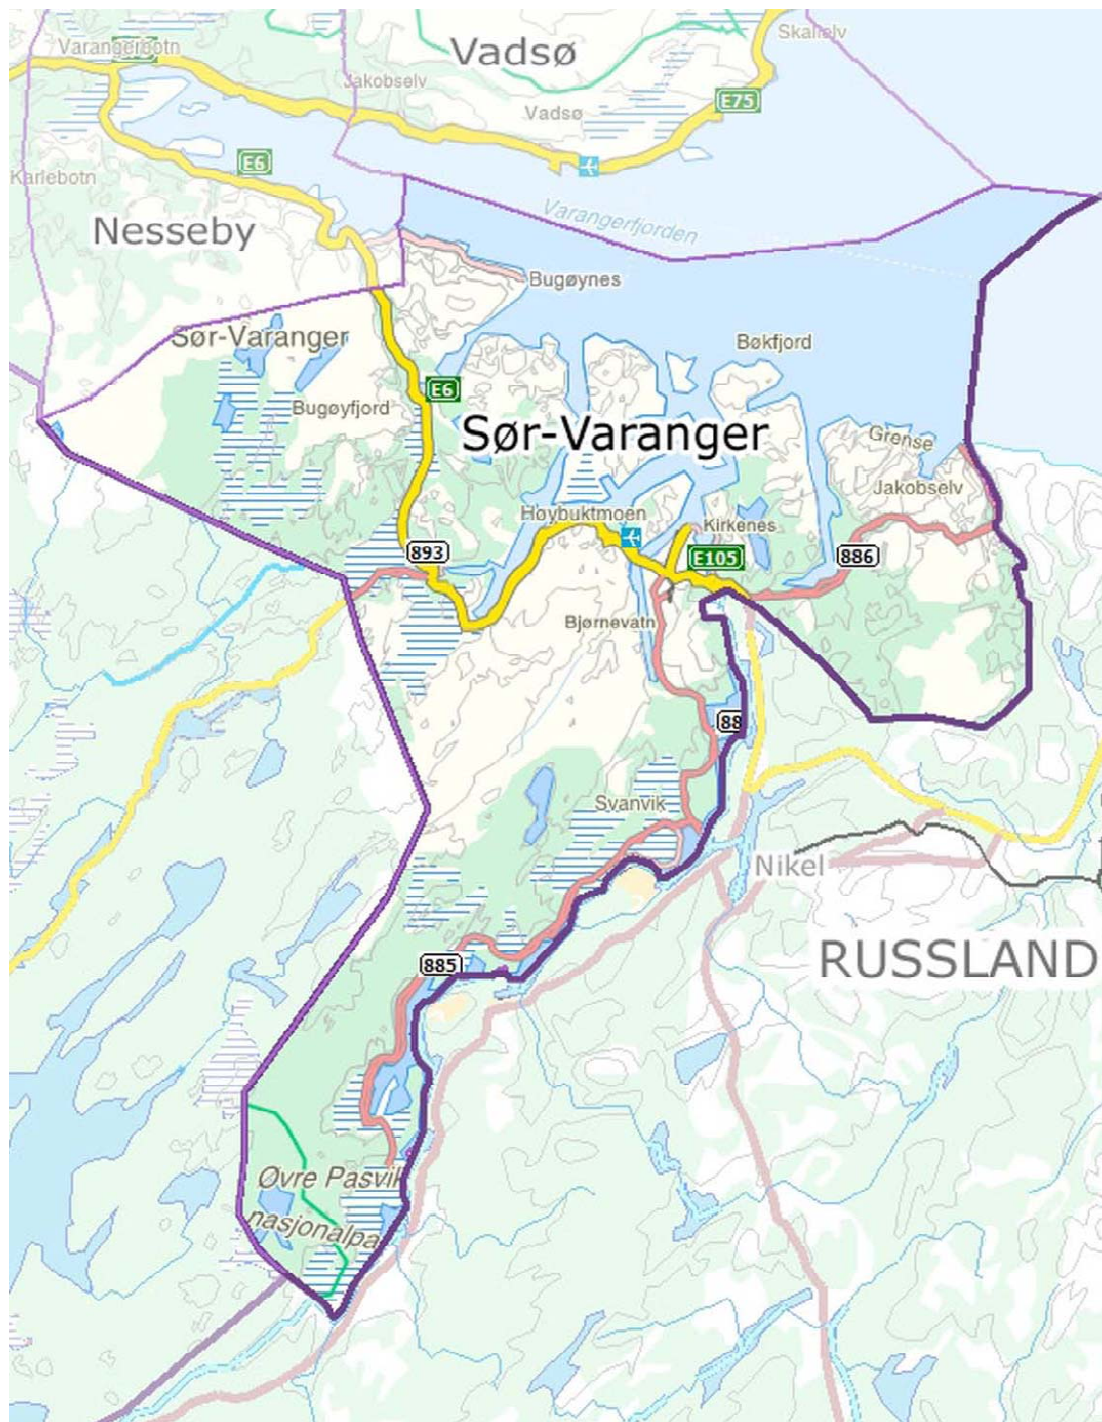 Skallelv
Varangerbotn
Vadsø
Jakobselv
E75
Vadsø
E6
Karlebotn
Varangerfjorden
Nesseby
Bugøynes
Sør-Varanger
Bøkfjord
E6
Bugøyfjord
Sør-Varanger
Grense
Jakobselv
Høybuktmoen
Kirkenes
893
E105
886
Bjørnevatn
88
Svanvik
Nikel
RUSSLAND
885
Øvre Pasvik
nasjonalpa